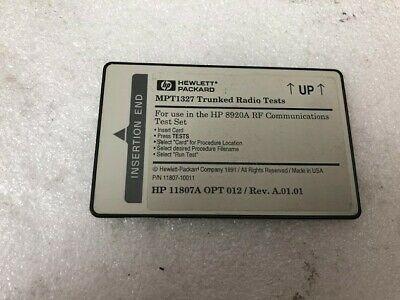 hp HEWLETT®
PACKARD
MPT1327 Trunked Radio Tests
↑ UP ↑
For use in the HP 8920A RF Communications
Test Set
• Insert Card
• Press TESTS
• Select "Card" for Procedure Location
• Select desired Procedure Filename
• Select "Run Test"
© Hewlett-Packard Company 1991 / All Rights Reserved / Made in USA
P/N 11807-10011
HP 11807A OPT 012 / Rev. A.01.01
INSERTION END